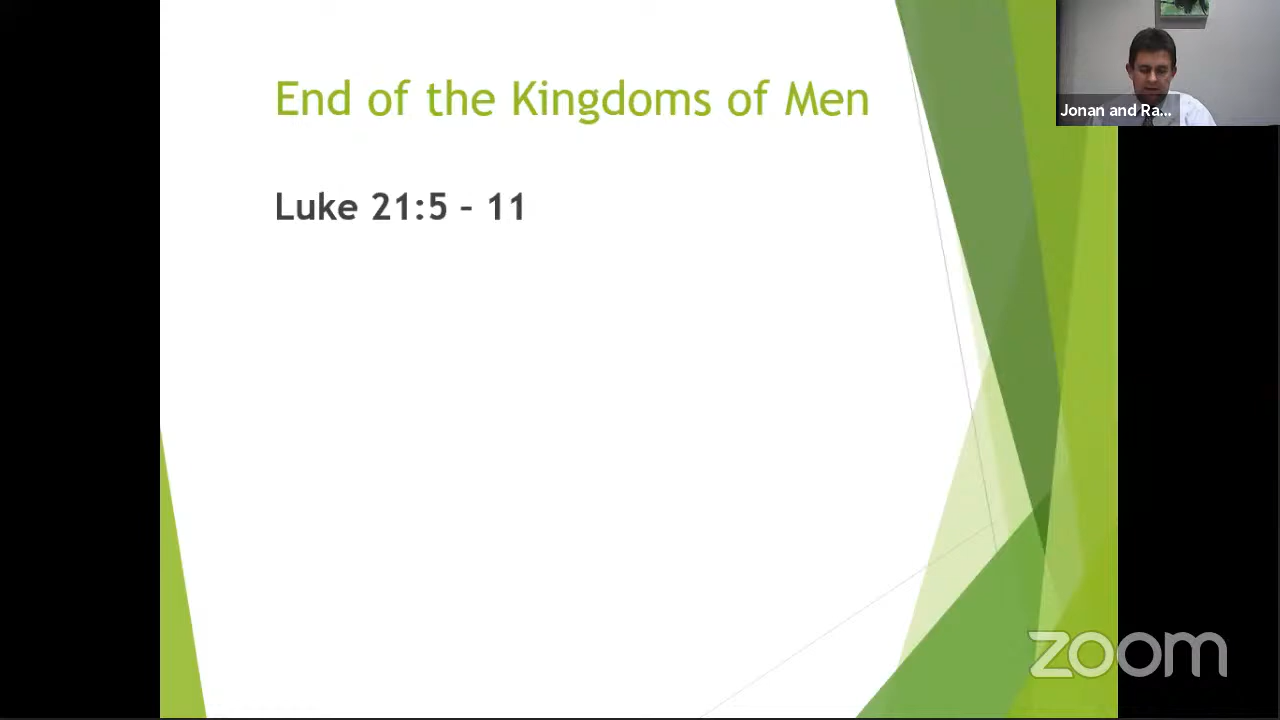 End of the Kingdoms of Men
Luke 21:5 – 11
Jonan and Ra...
zoom